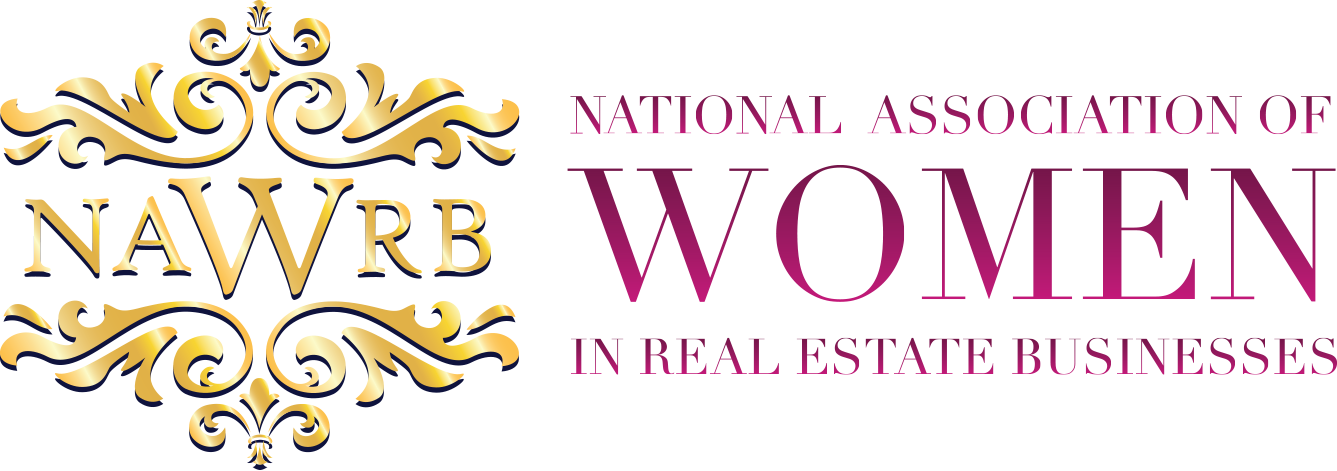 NAWRB
NATIONAL ASSOCIATION OF
WOMEN
IN REAL ESTATE BUSINESSES